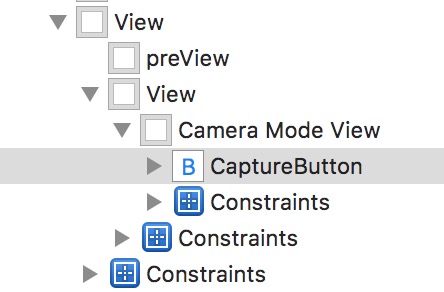 View
preView
View
Camera Mode View
B CaptureButton
Constraints
Constraints
Constraints